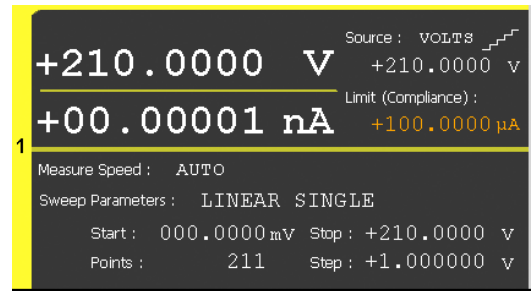 Source : VOLTS
+210.0000 V
+210.0000 V
Limit (Compliance) :
+00.00001 nA
+100.0000 µA
1
Measure Speed : AUTO
Sweep Parameters : LINEAR SINGLE
Start : 000.0000 mV Stop : +210.0000 V
Points : 211 Step : +1.000000 V